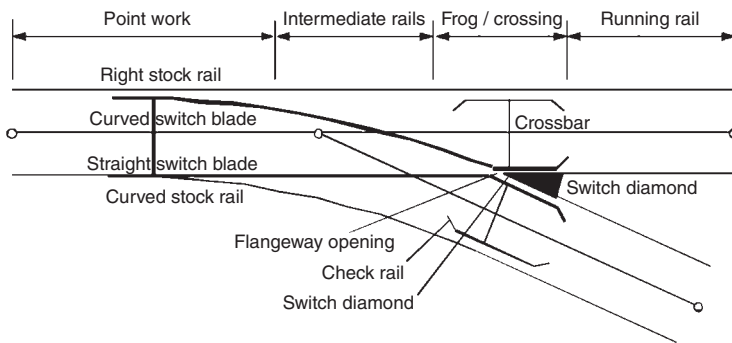 Point work
Intermediate rails
Frog / crossing
Running rail
Right stock rail
Curved switch blade
Crossbar
Straight switch blade
Switch diamond
Curved stock rail
Flangeway opening
Check rail
Switch diamond